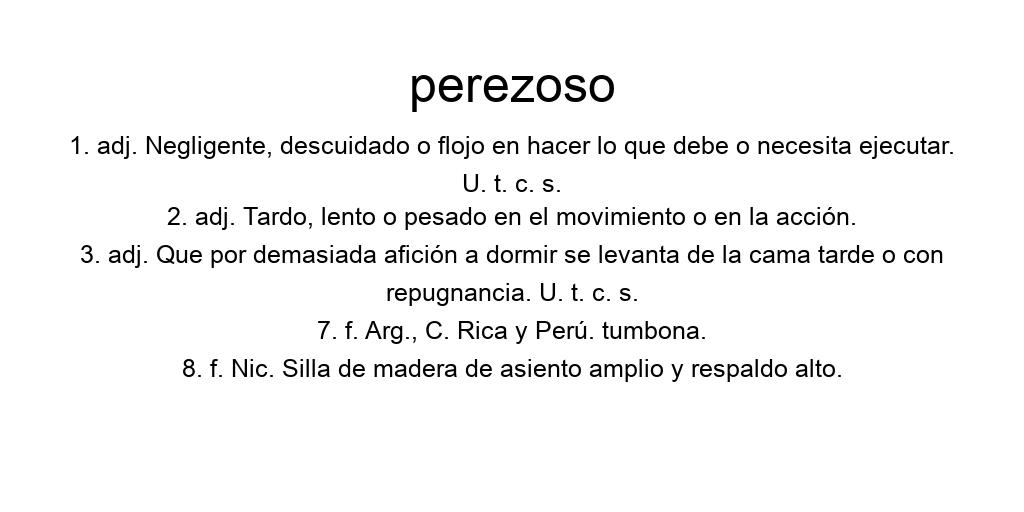 perezoso
1. adj. Negligente, descuidado o flojo en hacer lo que debe o necesita ejecutar.
U. t. c. s.
2. adj. Tardo, lento o pesado en el movimiento o en la acción.
3. adj. Que por demasiada afición a dormir se levanta de la cama tarde o con
repugnancia. U. t. c. s.
7. f. Arg., C. Rica y Perú. tumbona.
8. f. Nic. Silla de madera de asiento amplio y respaldo alto.